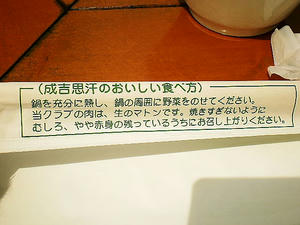 (成吉思汗のおいしい食べ方)
鍋を充分に熱し、鍋の周囲に野菜をのせてください。
当クラブの肉は、生のマトンです。焼きすぎないように
むしろ、やや赤身の残っているうちにお召し上がりください。